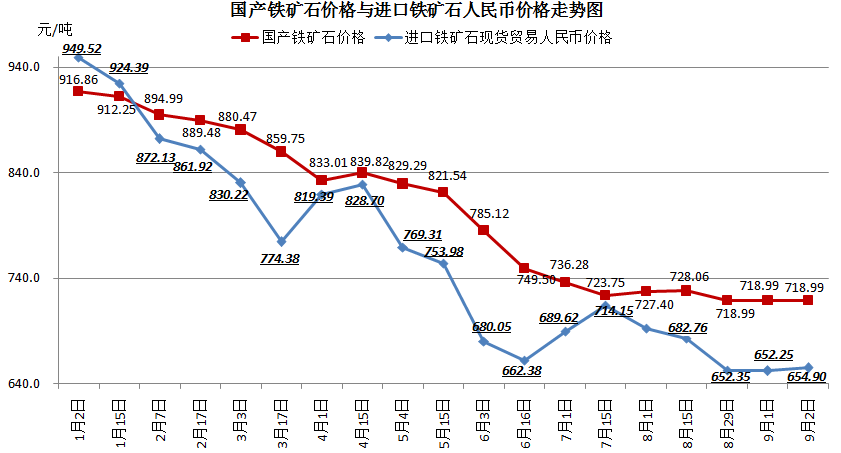 国产铁矿石价格与进口铁矿石人民币价格走势图
元/吨
国产铁矿石价格 进口铁矿石现货贸易人民币价格
940.0
840.0
740.0
640.0
949.52
924.39
916.86
912.25
894.99
889.48
880.47
859.75
833.01
839.82
829.29
821.54
785.12
749.50
736.28
723.75
727.40
728.06
718.99
718.99
718.99
872.13
861.92
830.22
774.38
819.39
828.70
769.31
753.98
680.05
662.38
689.62
714.15
682.76
652.35
652.25
654.90
1月2日
1月15日
2月7日
2月17日
3月3日
3月17日
4月1日
4月15日
5月4日
5月15日
6月3日
6月16日
7月1日
7月15日
8月1日
8月15日
8月29日
9月1日
9月2日